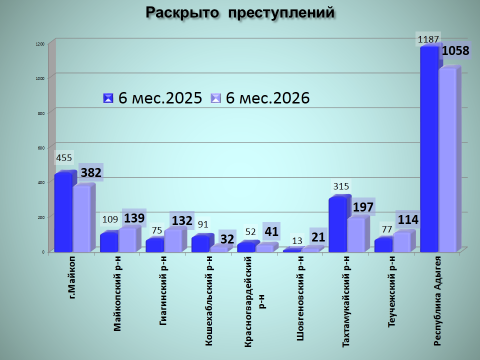 Раскрыто преступлений
1200
1000
800
600
400
200
0
6 мес.2025 6 мес.2026
455 382
109 139
75 132
91 32
52 41
13 21
315 197
77 114
1187 1058
г.Майкоп
Майкопский р-н
Гиагинский р-н
Кошехабльский р-н
Красногвардейский
р-н
Шовгеновский р-н
Тахтамукайский р-н
Теучежский р-н
Республика Адыгея